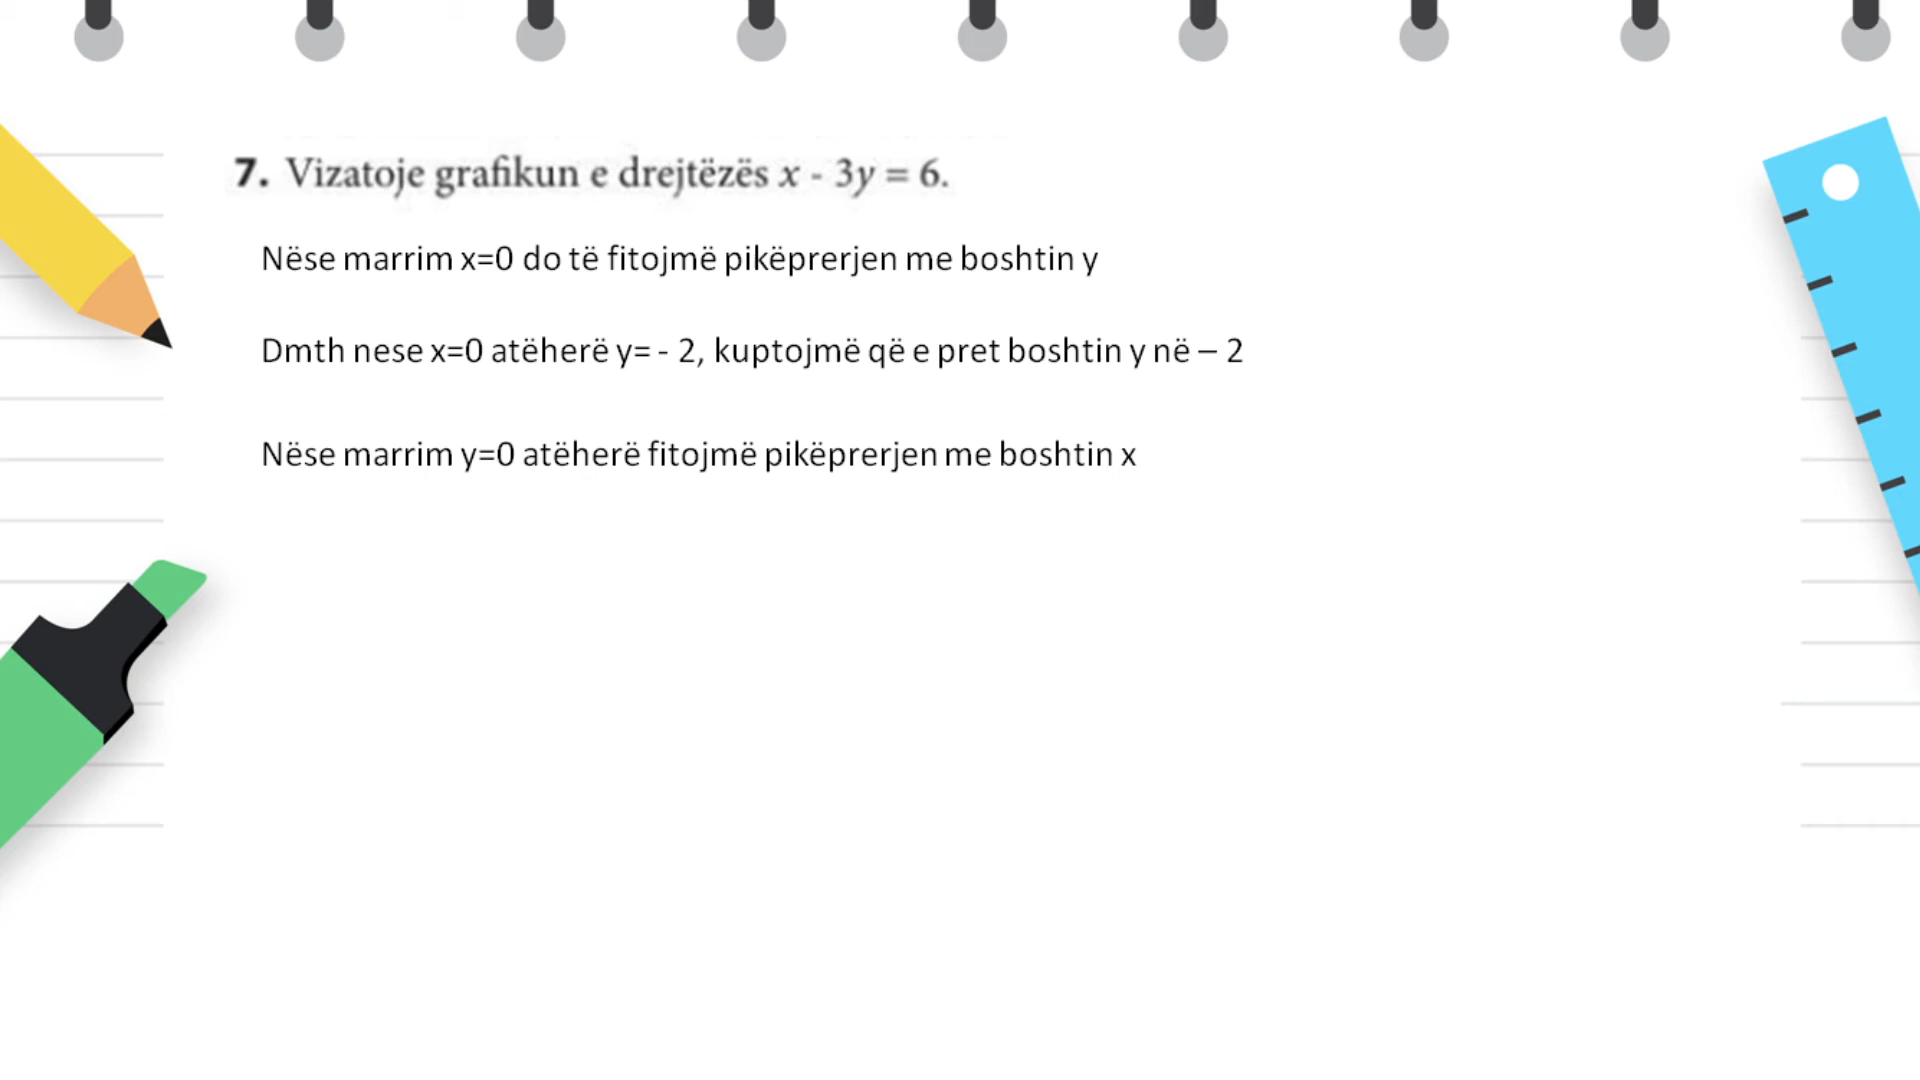 7. Vizatoje grafikun e drejtëzës x - 3y = 6.
Nëse marrim x=0 do të fitojmë pikëprerjen me boshtin y
Dmth nese x=0 atëherë y= - 2, kuptojmë që e pret boshtin y në – 2
Nëse marrim y=0 atëherë fitojmë pikëprerjen me boshtin x